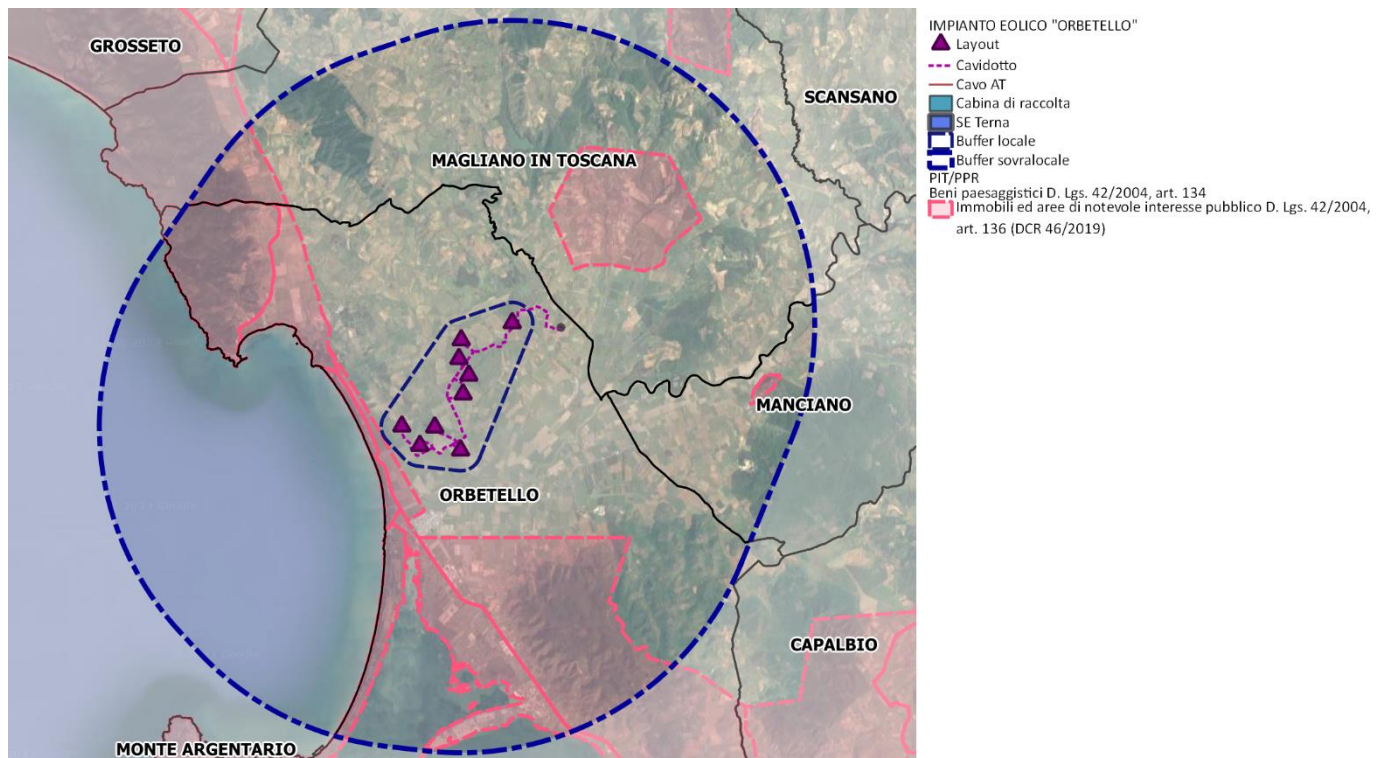 GROSSETO
SCANSANO
MAGLIANO IN TOSCANA
MANCIANO
ORBETELLO
CAPALBIO
MONTE ARGENTARIO
IMPIANTO EOLICO "ORBETELLO"
Layout
Cavidotto
Cavo AT
Cabina di raccolta
SE Terna
Buffer locale
Buffer sovralocale
PIT/PPR
Beni paesaggistici D. Lgs. 42/2004, art. 134
Immobili ed aree di notevole interesse pubblico D. Lgs. 42/2004,
art. 136 (DCR 46/2019)